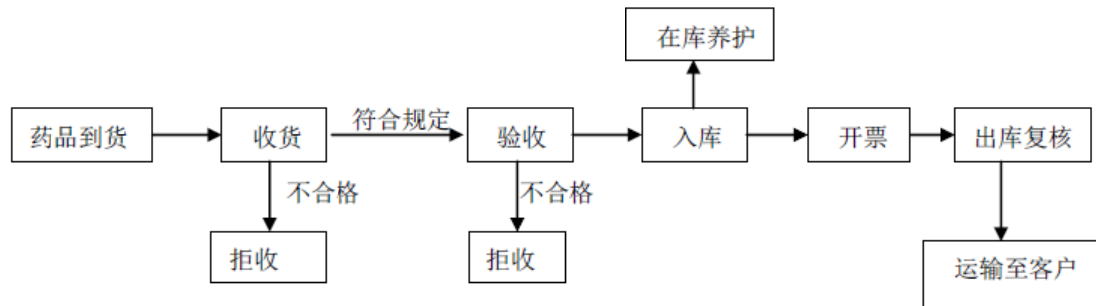 在库养护
药品到货
收货
符合规定
验收
入库
开票
出库复核
不合格
不合格
拒收
拒收
运输至客户